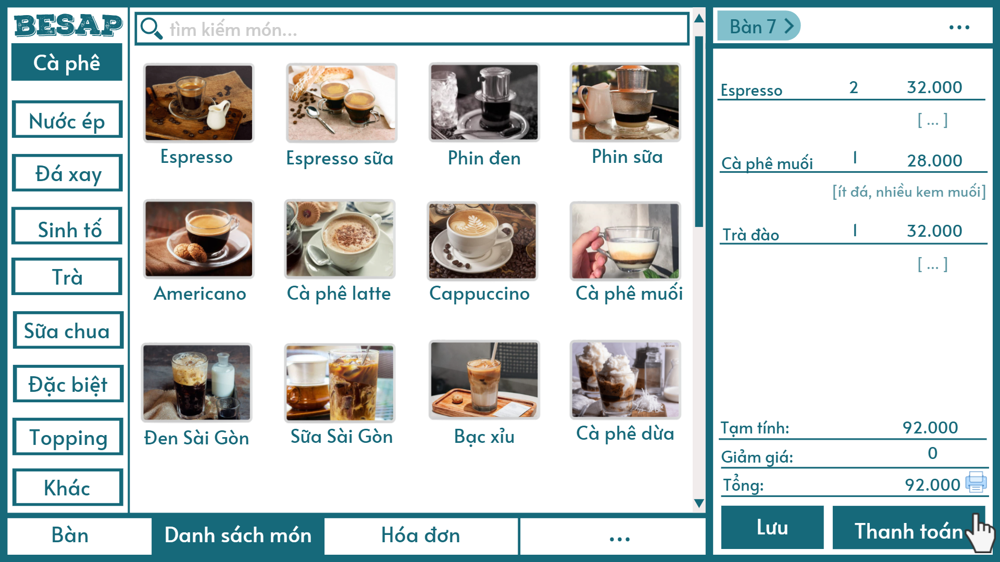 BESAP
Cà phê
Nước ép
Đá xay
Sinh tố
Trà
Sữa chua
Đặc biệt
Topping
Khác
tìm kiếm món...
Espresso
Espresso sữa
Phin đen
Phin sữa
Americano
Cà phê latte
Cappuccino
Cà phê muối
Đen Sài Gòn
Sữa Sài Gòn
Bạc xỉu
Cà phê dừa
Bàn
Danh sách món
Hóa đơn
...
Bàn 7
...
Espresso 2 32.000
[ ... ]
Cà phê muối 1 28.000
[ít đá, nhiều kem muối]
Trà đào 1 32.000
[ ... ]
Tạm tính: 92.000
Giảm giá: 0
Tổng: 92.000
Lưu
Thanh toán